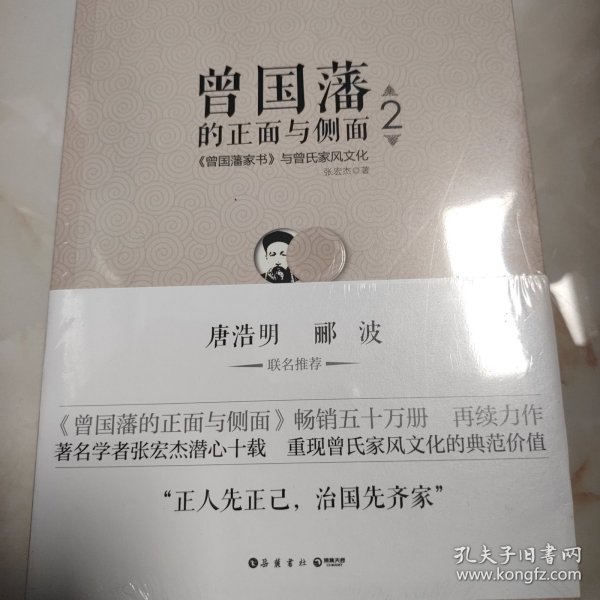 曾国藩
的正面与侧面
2
《曾国藩家书》与曾氏家风文化
张宏杰◎著
唐浩明 郦波
联名推荐
《曾国藩的正面与侧面》畅销五十万册 再续力作
著名学者张宏杰潜心十载 重现曾氏家风文化的典范价值
“正人先正己，治国先齐家”
岳麓书社 博集天卷
孔夫子旧书网
www.kongfz.com